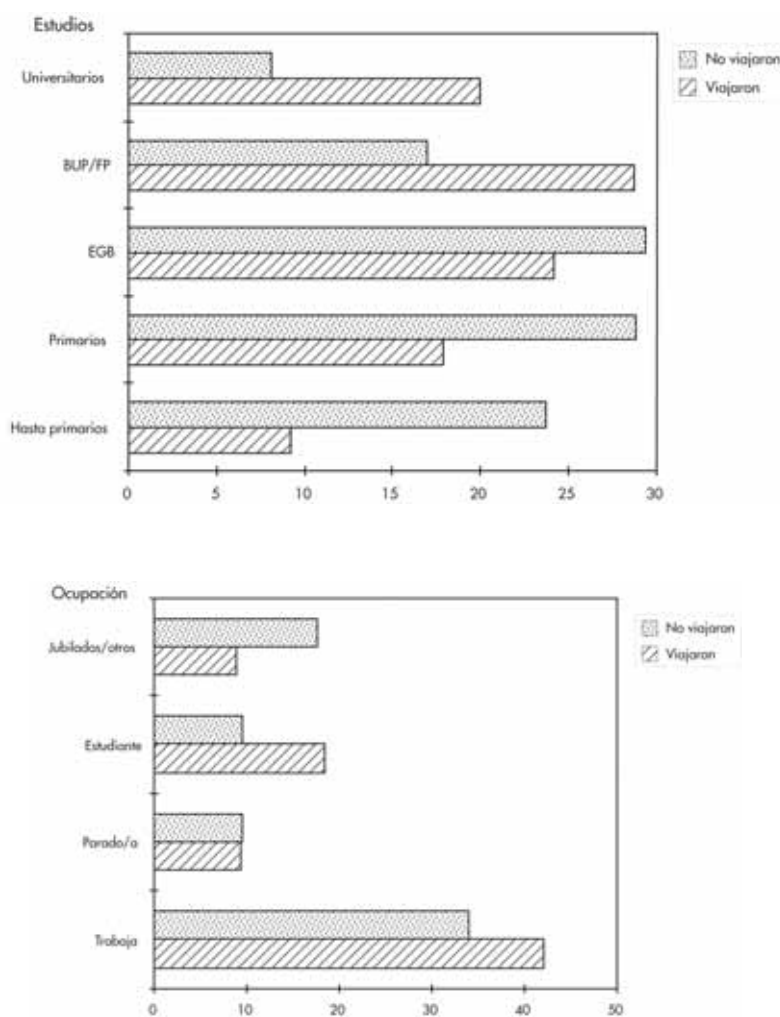 Estudios
No viajaron
Viajaron
Universitarios
BUP/FP
EGB
Primarios
Hasta primarios
0 5 10 15 20 25 30
Ocupación
No viajaron
Viajaron
Jubilados/otros
Estudiante
Parado/a
Trabaja
0 10 20 30 40 50